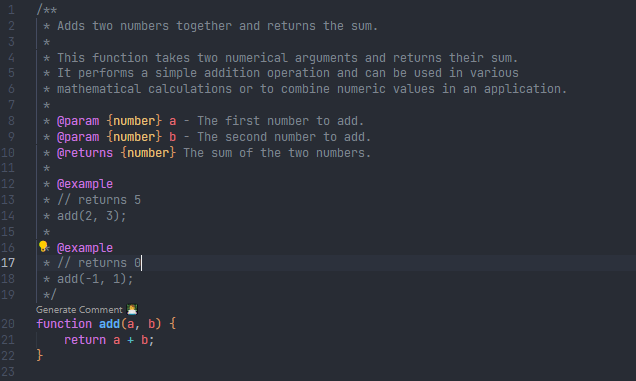 1 /**
2  * Adds two numbers together and returns the sum.
3  *
4  * This function takes two numerical arguments and returns their sum.
5  * It performs a simple addition operation and can be used in various
6  * mathematical calculations or to combine numeric values in an application.
7  *
8  * @param {number} a - The first number to add.
9  * @param {number} b - The second number to add.
10  * @returns {number} The sum of the two numbers.
11  *
12  * @example
13  * // returns 5
14  * add(2, 3);
15  *
16  * @example
17  * // returns 0
18  * add(-1, 1);
19  */
Generate Comment
20 function add(a, b) {
21     return a + b;
22 }
23